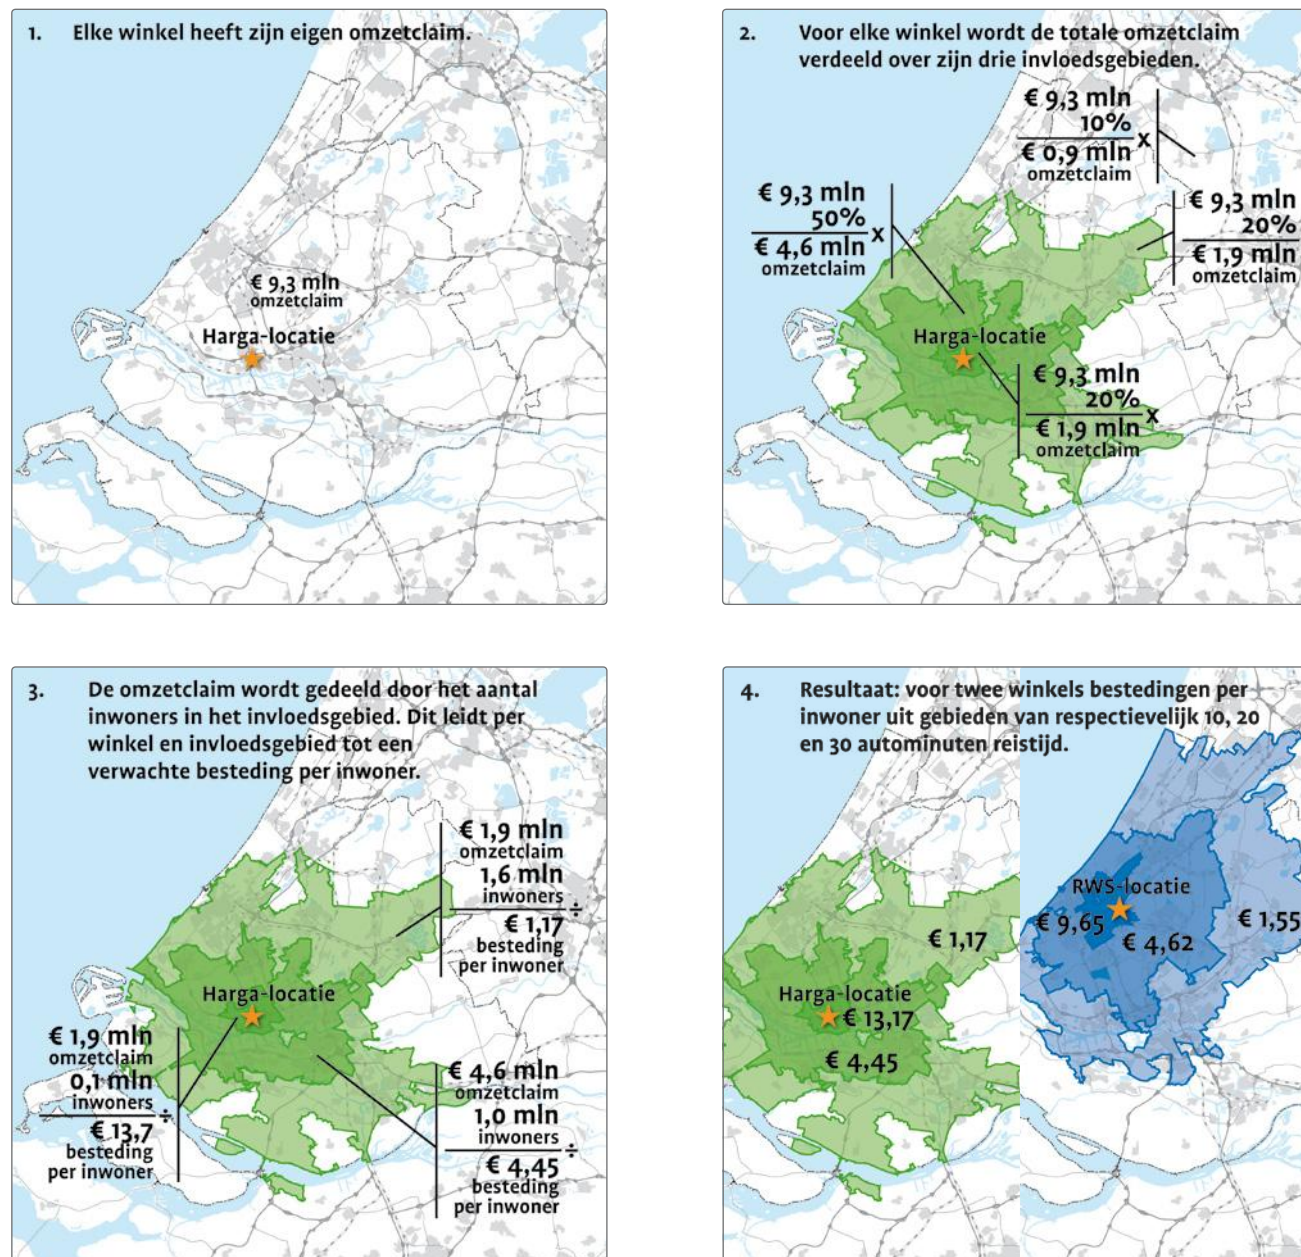 1. Elke winkel heeft zijn eigen omzetclaim.
€ 9,3 mln
omzetclaim
Harga-locatie
2. Voor elke winkel wordt de totale omzetclaim
verdeeld over zijn drie invloedsgebieden.
€ 9,3 mln
10%
x
€ 0,9 mln
omzetclaim
€ 9,3 mln
50%
x
€ 4,6 mln
omzetclaim
€ 9,3 mln
20%
€ 1,9 mln
omzetclaim
Harga-locatie
€ 9,3 mln
20%
x
€ 1,9 mln
omzetclaim
3. De omzetclaim wordt gedeeld door het aantal
inwoners in het invloedsgebied. Dit leidt per
winkel en invloedsgebied tot een
verwachte besteding per inwoner.
€ 1,9 mln
omzetclaim
1,6 mln
inwoners
÷
€ 1,17
besteding
per inwoner
Harga-locatie
€ 1,9 mln
omzetclaim
0,1 mln
inwoners
÷
€ 13,7
besteding
per inwoner
€ 4,6 mln
omzetclaim
1,0 mln
inwoners
÷
€ 4,45
besteding
per inwoner
4. Resultaat: voor twee winkels bestedingen per
inwoner uit gebieden van respectievelijk 10, 20
en 30 autominuten reistijd.
€ 1,17
Harga-locatie
€ 13,17
€ 4,45
RWS-locatie
€ 9,65
€ 4,62
€ 1,55